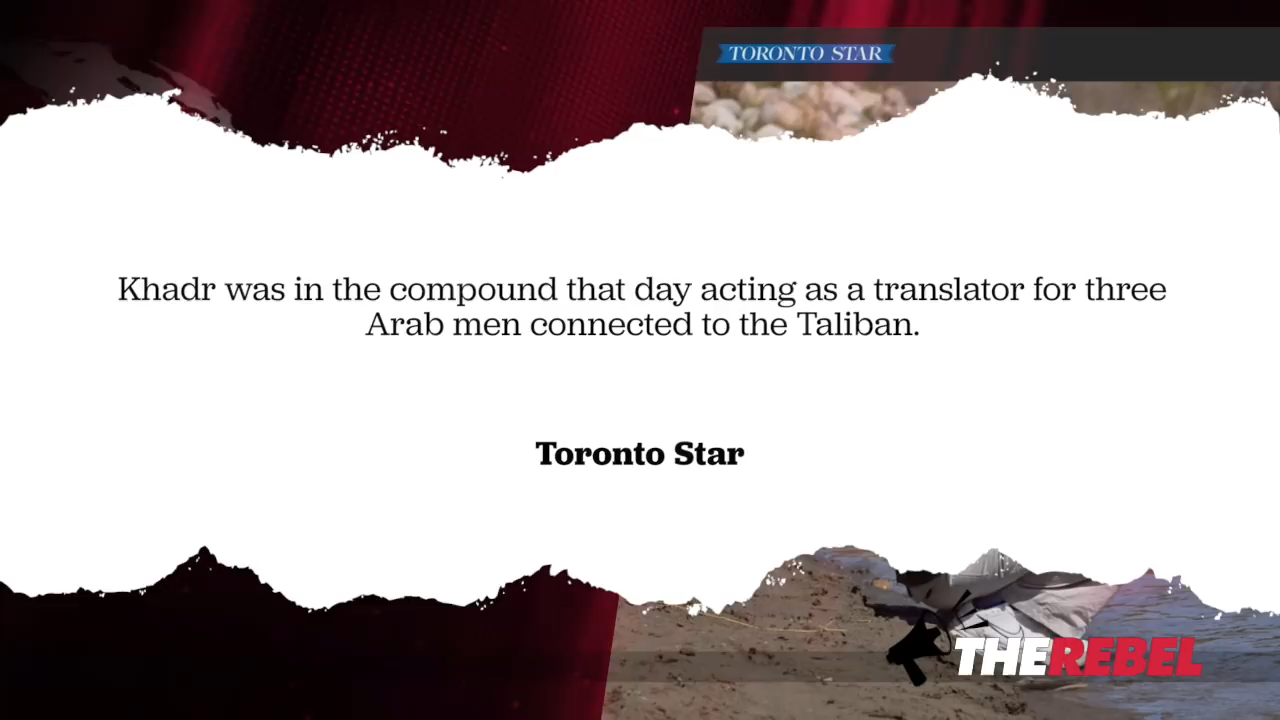 TORONTO STAR
Khadr was in the compound that day acting as a translator for three
Arab men connected to the Taliban.
Toronto Star
THEREBEL